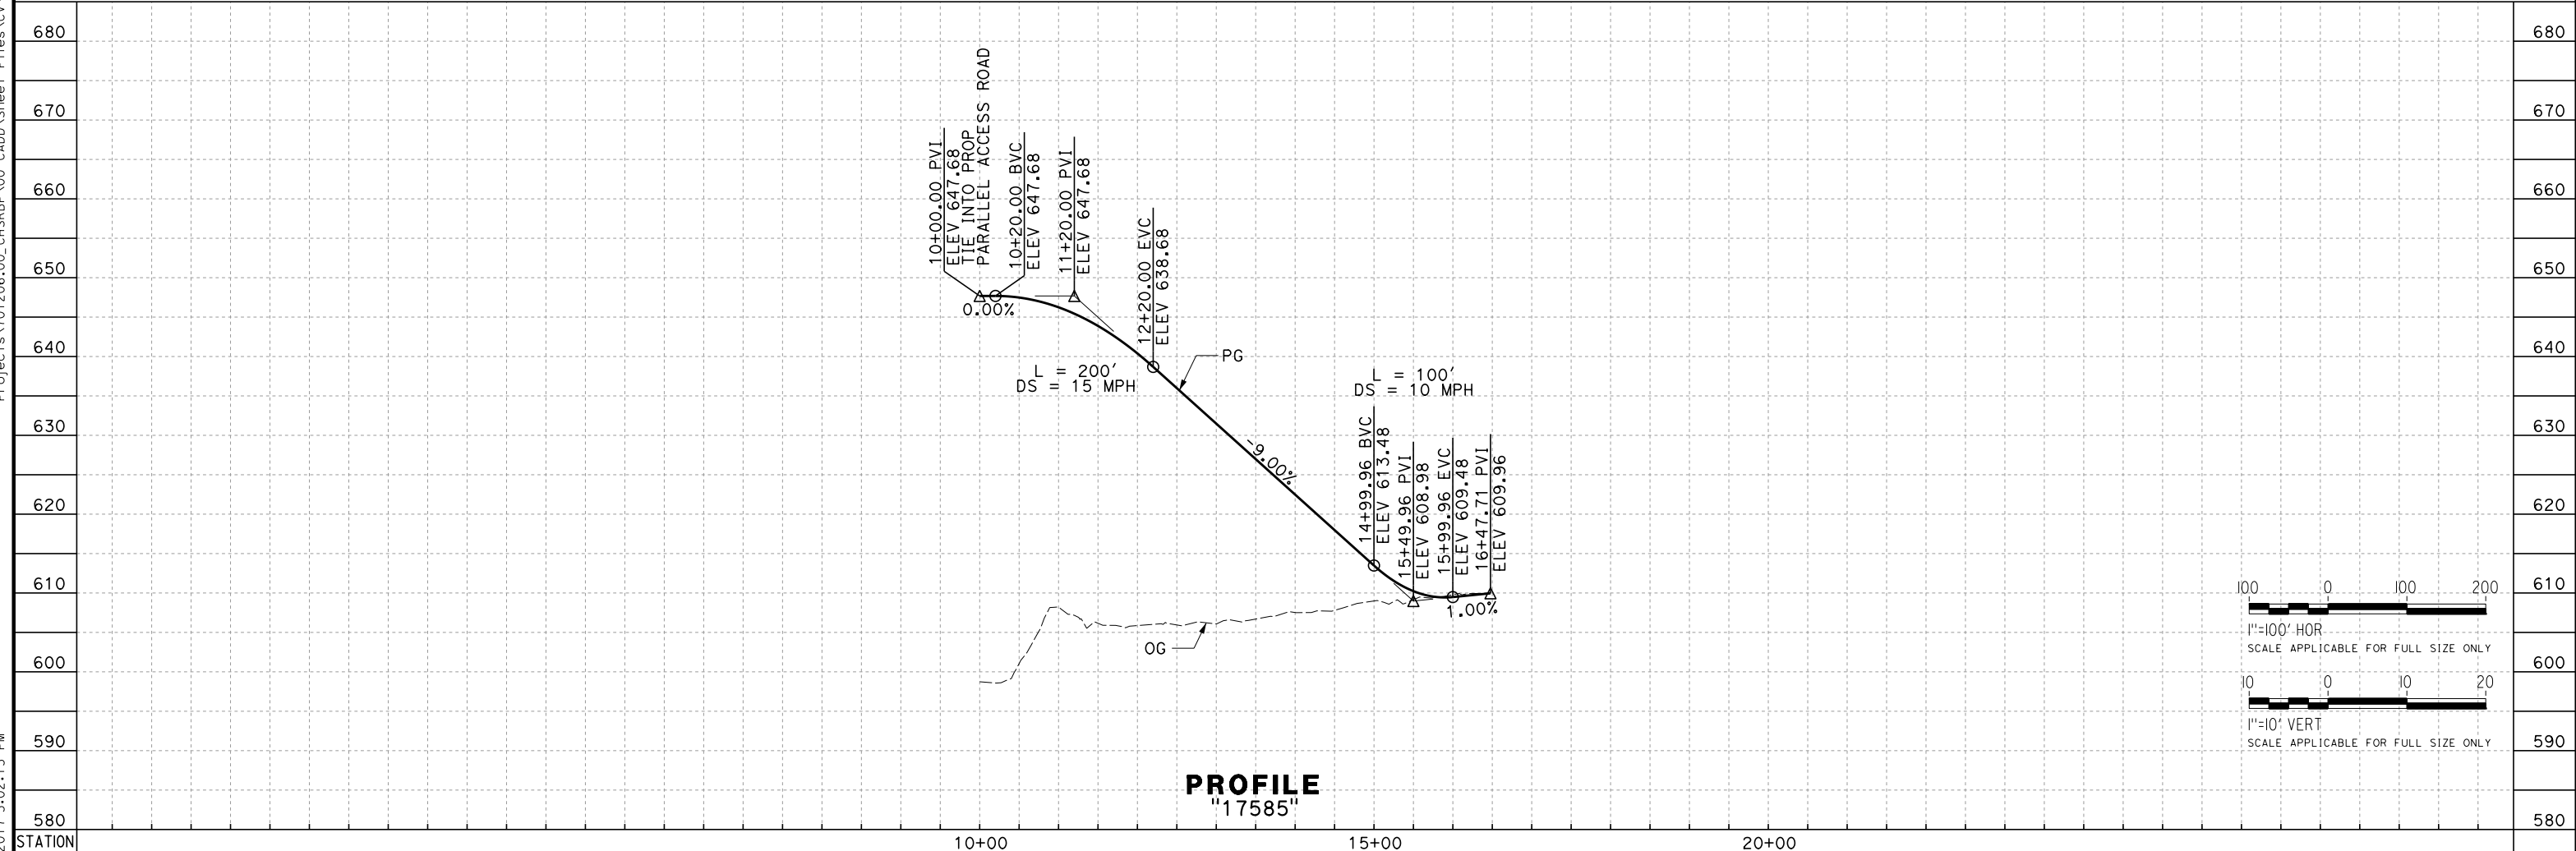 680
670
660
650
640
630
620
610
600
590
580
STATION
10+00.00 PVI
ELEV 647.68
TIE INTO PROP
PARALLEL ACCESS ROAD
10+20.00 BVC
ELEV 647.68
11+20.00 PVI
ELEV 647.68
12+20.00 EVC
ELEV 638.68
0.00%
L = 200'
DS = 15 MPH
PG
-9.00%
L = 100'
DS = 10 MPH
14+99.96 BVC
ELEV 613.48
15+49.96 PVI
ELEV 608.98
15+99.96 EVC
ELEV 609.48
16+47.71 PVI
ELEV 609.96
1.00%
OG
PROFILE
"17585"
10+00
15+00
20+00
100 0 100 200
1"=100' HOR
SCALE APPLICABLE FOR FULL SIZE ONLY
10 0 10 20
1"=10' VERT
SCALE APPLICABLE FOR FULL SIZE ONLY
680
670
660
650
640
630
620
610
600
590
580